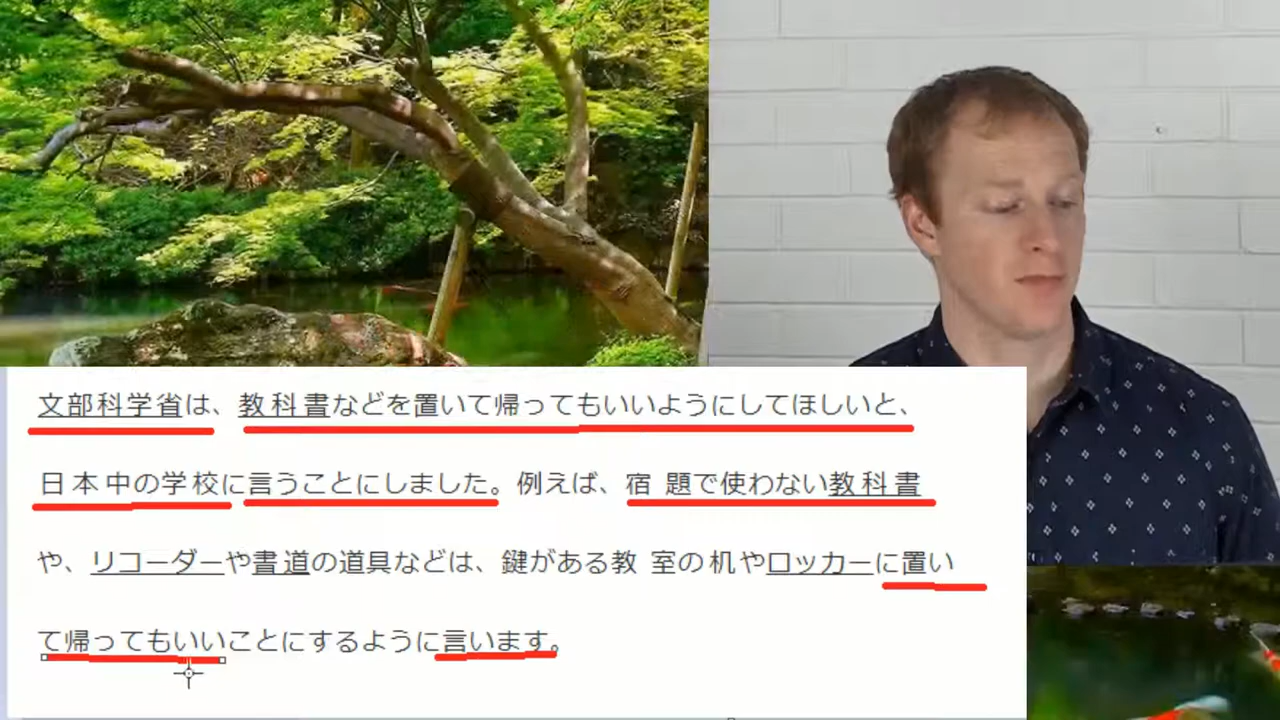 文部科学省は、教科書などを置いて帰ってもいいようにしてほしいと、
日本中の学校に言うことにしました。例えば、宿題で使わない教科書
や、リコーダーや書道の道具などは、鍵がある教室の机やロッカーに置い
て帰ってもいいことにするように言います。